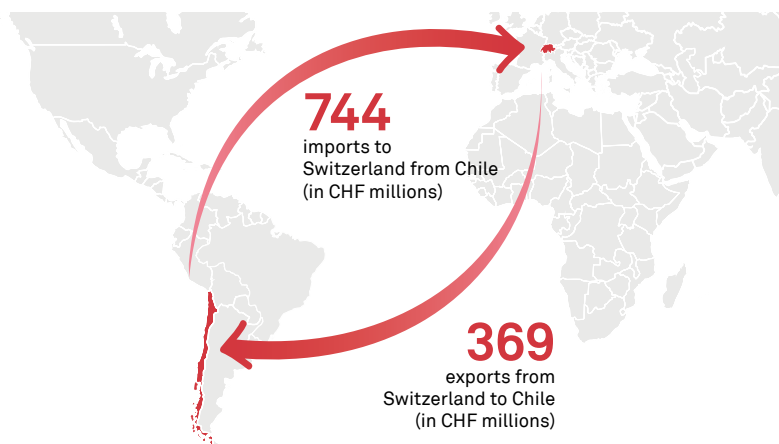 744
imports to
Switzerland from Chile
(in CHF millions)
369
exports from
Switzerland to Chile
(in CHF millions)